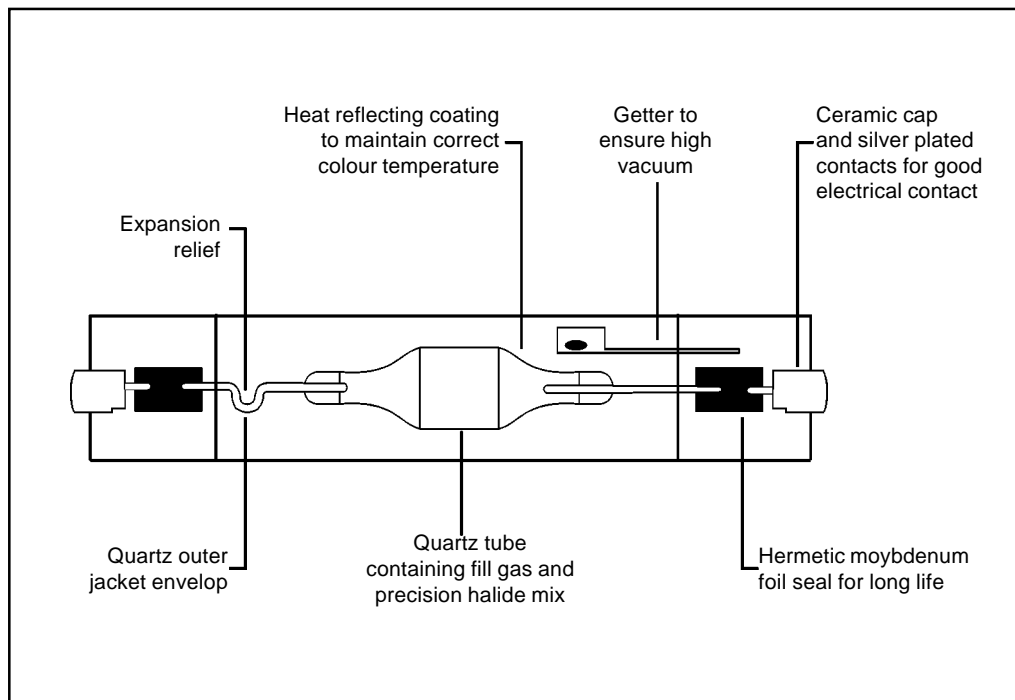 Heat reflecting coating
to maintain correct
colour temperature
Getter to
ensure high
vacuum
Ceramic cap
and silver plated
contacts for good
electrical contact
Expansion
relief
Quartz outer
jacket envelop
Quartz tube
containing fill gas and
precision halide mix
Hermetic moybdenum
foil seal for long life